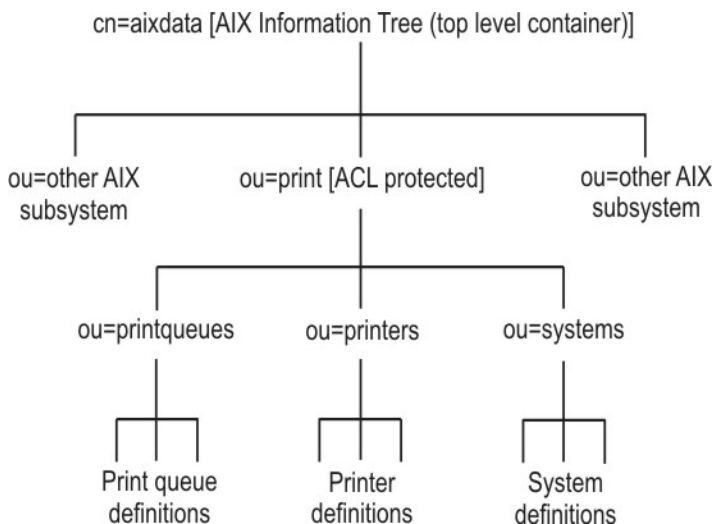 cn=aixdata [AIX Information Tree (top level container)]
ou=other AIX
subsystem
ou=print [ACL protected]
ou=other AIX
subsystem
ou=printqueues
ou=printers
ou=systems
Print queue
definitions
Printer
definitions
System
definitions